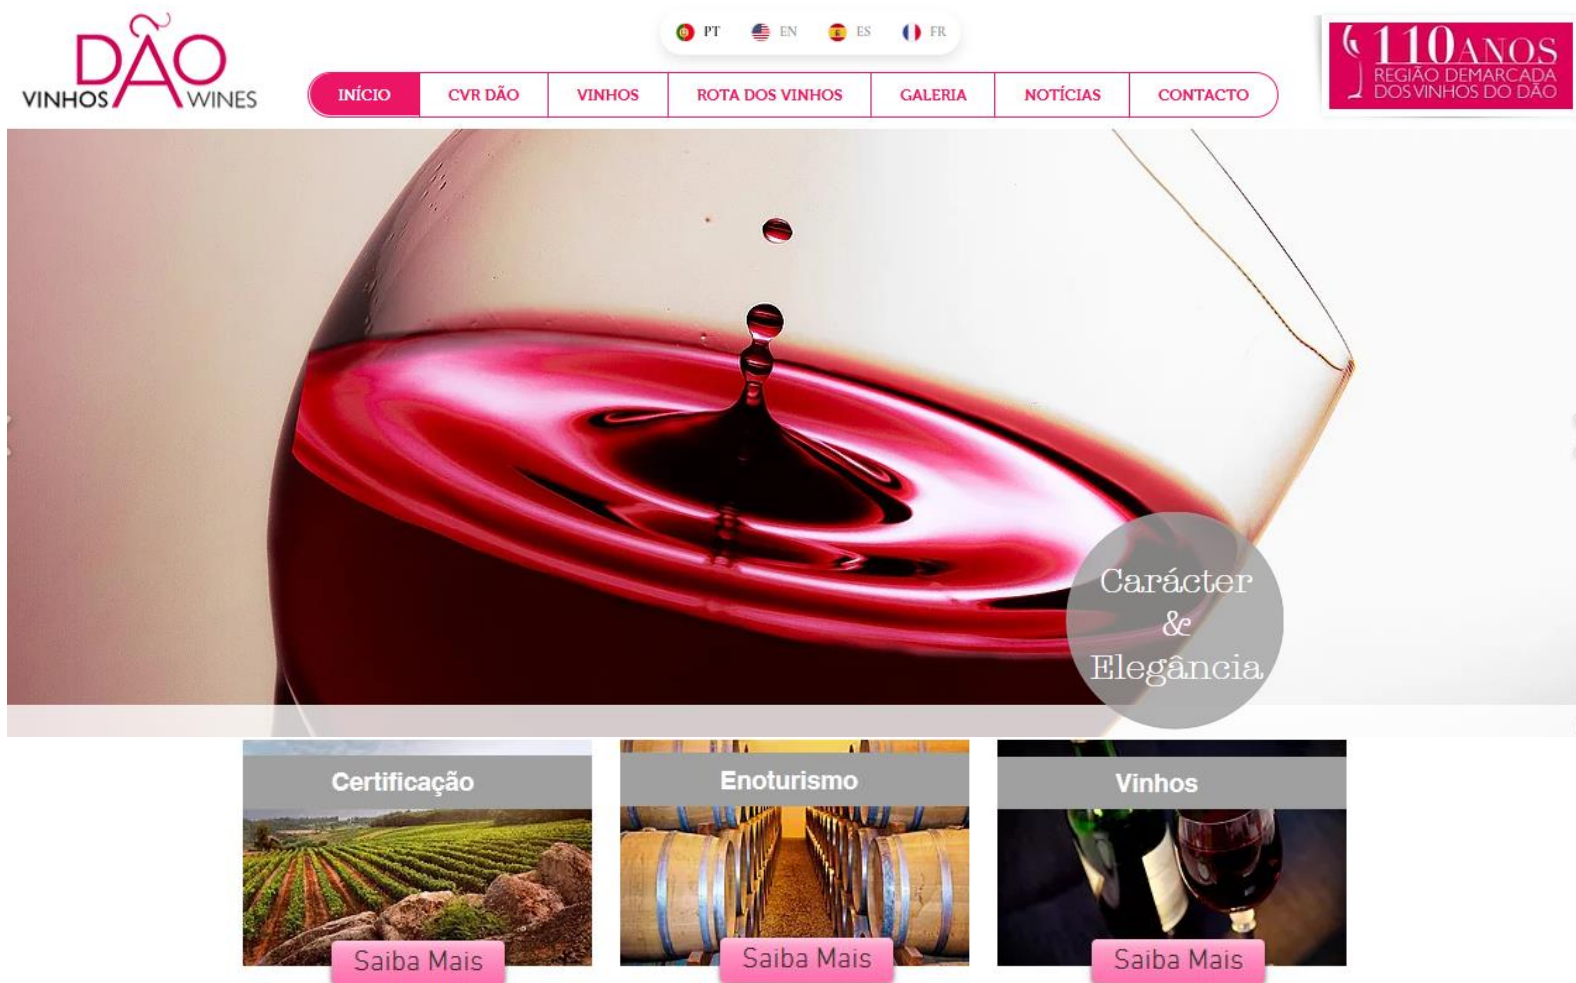 DÃO
VINHOS WINES
PT EN ES FR
110 ANOS
REGIÃO DEMARCADA
DOS VINHOS DO DÃO
INÍCIO CVR DÃO VINHOS ROTA DOS VINHOS GALERIA NOTÍCIAS CONTACTO
Carácter
&
Elegância
Certificação
Enoturismo
Vinhos
Saiba Mais
Saiba Mais
Saiba Mais